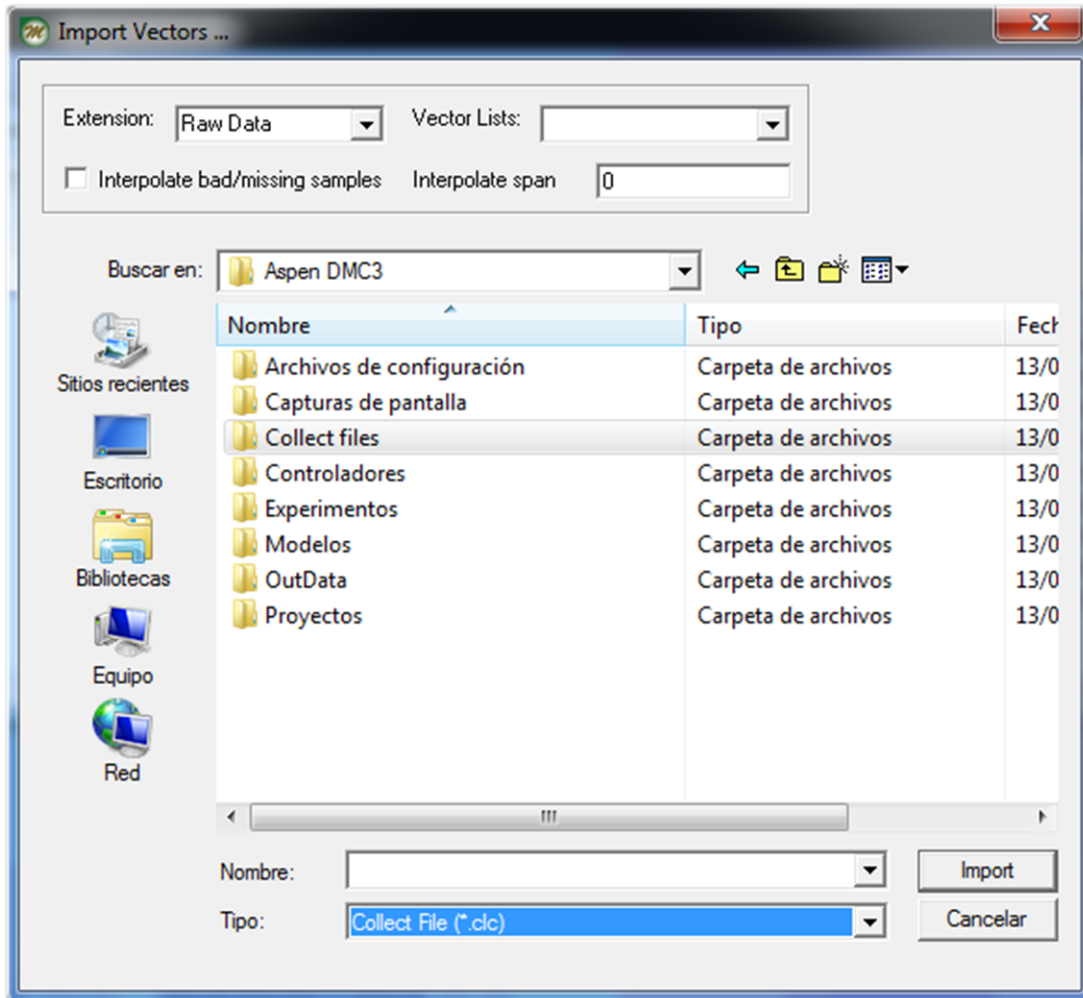 Import Vectors ...
Extension: Raw Data Vector Lists:
Interpolate bad/missing samples Interpolate span 0
Buscar en: Aspen DMC3
Nombre Tipo Fech
Sitios recientes
Escritorio
Bibliotecas
Equipo
Red
Archivos de configuración Carpeta de archivos 13/0
Capturas de pantalla Carpeta de archivos 13/0
Collect files Carpeta de archivos 13/0
Controladores Carpeta de archivos 13/0
Experimentos Carpeta de archivos 13/0
Modelos Carpeta de archivos 13/0
OutData Carpeta de archivos 13/0
Proyectos Carpeta de archivos 13/0
Nombre: Import
Tipo: Collect File (*.clc) Cancelar